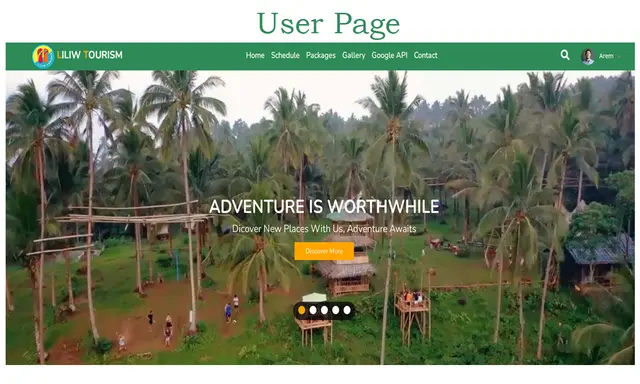 User Page
LILIW TOURISM
Home Schedule Packages Gallery Google API Contact
Arem
ADVENTURE IS WORTHWHILE
Dicover New Places With Us, Adventure Awaits
Discover More